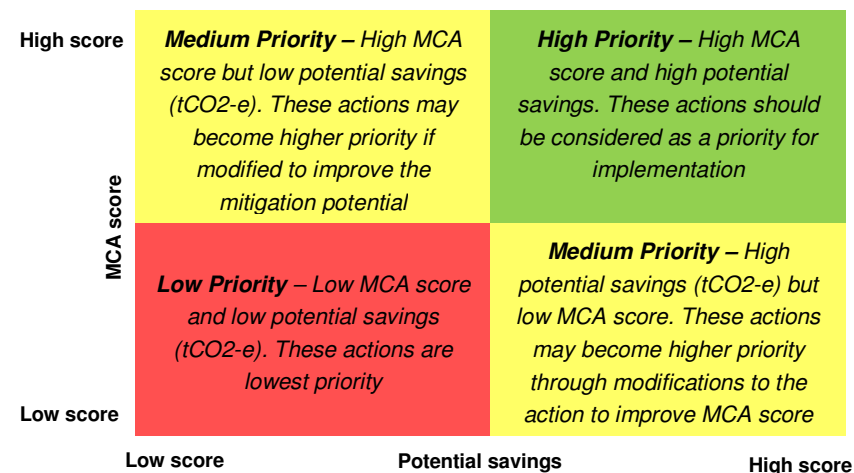 High score
Medium Priority – High MCA
score but low potential savings
(tCO2-e). These actions may
become higher priority if
modified to improve the
mitigation potential
High Priority – High MCA
score and high potential
savings. These actions should
be considered as a priority for
implementation
MCA score
Low Priority – Low MCA score
and low potential savings
(tCO2-e). These actions are
lowest priority
Medium Priority – High
potential savings (tCO2-e) but
low MCA score. These actions
may become higher priority
through modifications to the
action to improve MCA score
Low score
Low score
Potential savings
High score